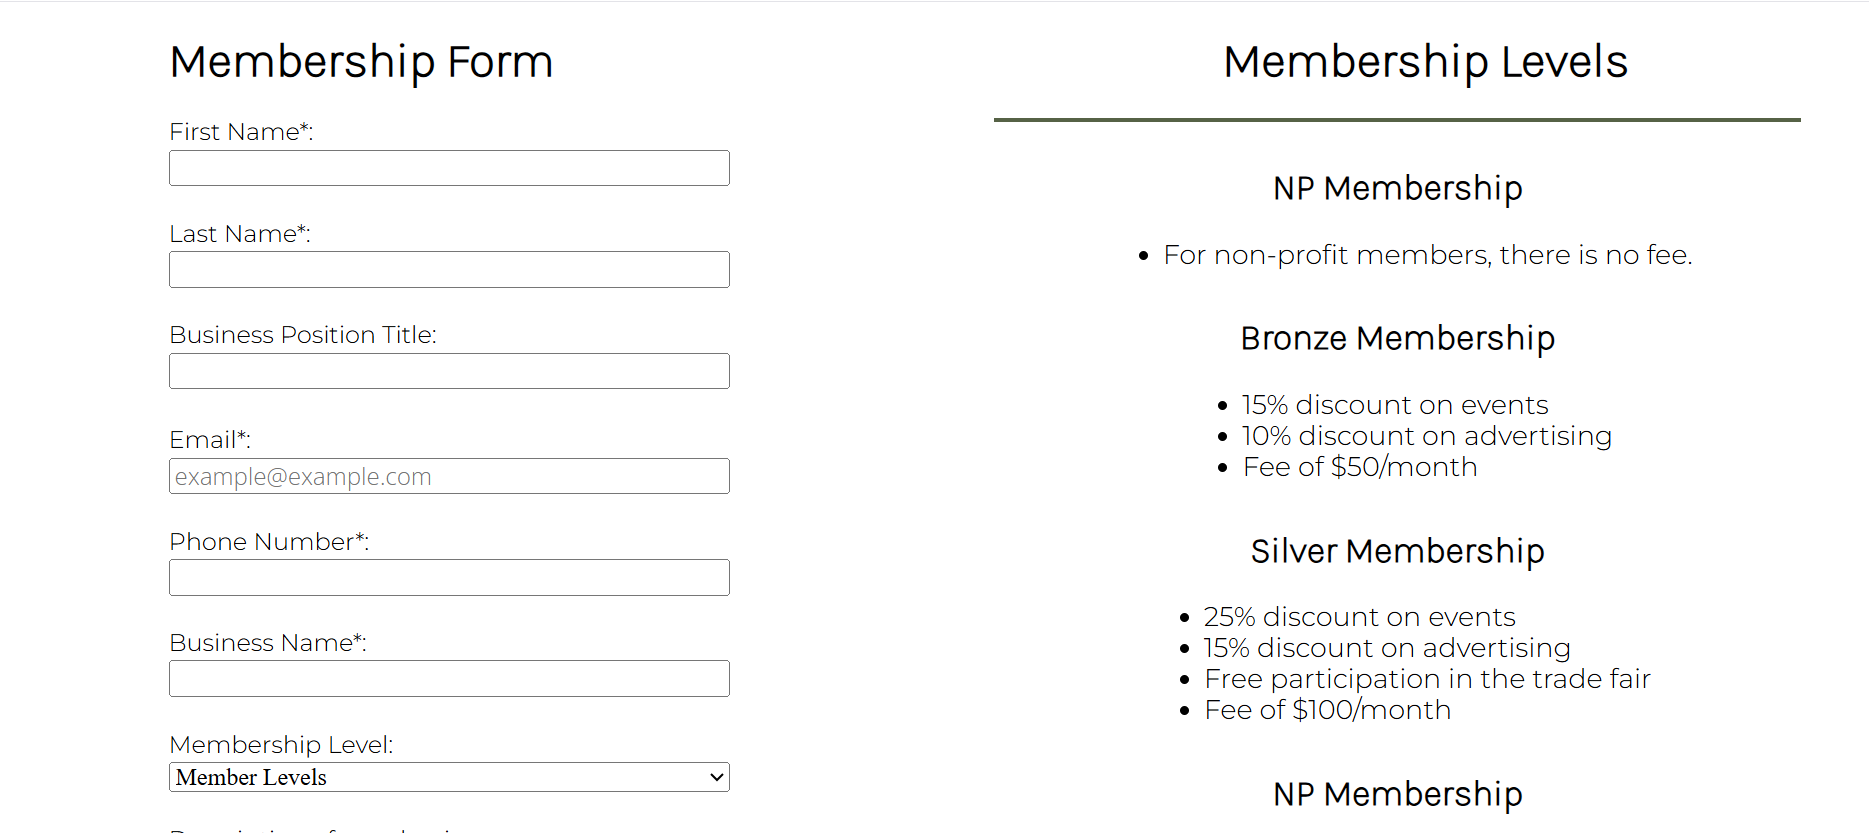 Membership Form
First Name*:
Last Name*:
Business Position Title:
Email*:
example@example.com
Phone Number*:
Business Name*:
Membership Level:
Member Levels
Membership Levels
NP Membership
• For non-profit members, there is no fee.
Bronze Membership
• 15% discount on events
• 10% discount on advertising
• Fee of $50/month
Silver Membership
• 25% discount on events
• 15% discount on advertising
• Free participation in the trade fair
• Fee of $100/month
NP Membership